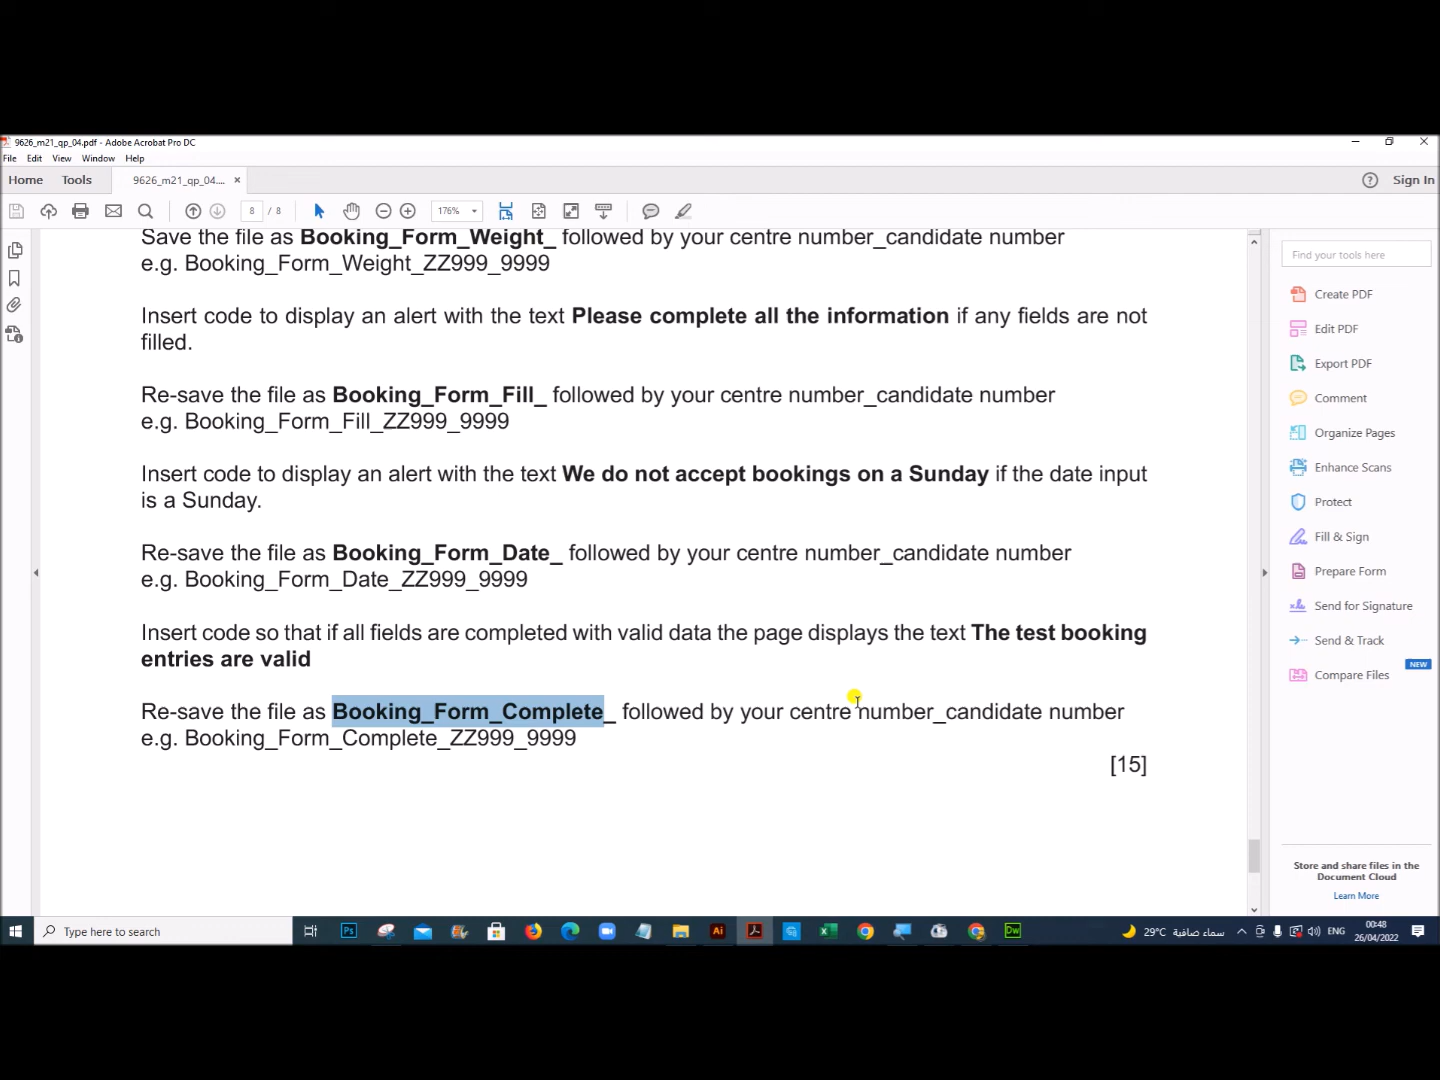 9626_m21_qp_04.pdf - Adobe Acrobat Pro DC
File Edit View Window Help
Home Tools 9626_m21_qp_04.... × Sign In
8 / 8 176%
Save the file as Booking_Form_Weight_ followed by your centre number_candidate number
e.g. Booking_Form_Weight_ZZ999_9999
Insert code to display an alert with the text Please complete all the information if any fields are not
filled.
Re-save the file as Booking_Form_Fill_ followed by your centre number_candidate number
e.g. Booking_Form_Fill_ZZ999_9999
Insert code to display an alert with the text We do not accept bookings on a Sunday if the date input
is a Sunday.
Re-save the file as Booking_Form_Date_ followed by your centre number_candidate number
e.g. Booking_Form_Date_ZZ999_9999
Insert code so that if all fields are completed with valid data the page displays the text The test booking
entries are valid
Re-save the file as Booking_Form_Complete_ followed by your centre number_candidate number
e.g. Booking_Form_Complete_ZZ999_9999
[15]
Find your tools here
Create PDF
Edit PDF
Export PDF
Comment
Organize Pages
Enhance Scans
Protect
Fill & Sign
Prepare Form
Send for Signature
Send & Track
NEW
Compare Files
Store and share files in the
Document Cloud
Learn More
Type here to search
Ps Ai Dw
29°C سماء صافية ENG
00:48
26/04/2022